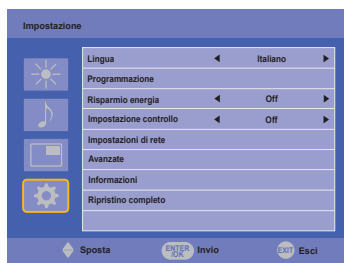 Impostazione
Lingua Italiano
Programmazione
Risparmio energia Off
Impostazione controllo Off
Impostazioni di rete
Avanzate
Informazioni
Ripristino completo
Sposta ENTER/OK Invio EXIT Esci